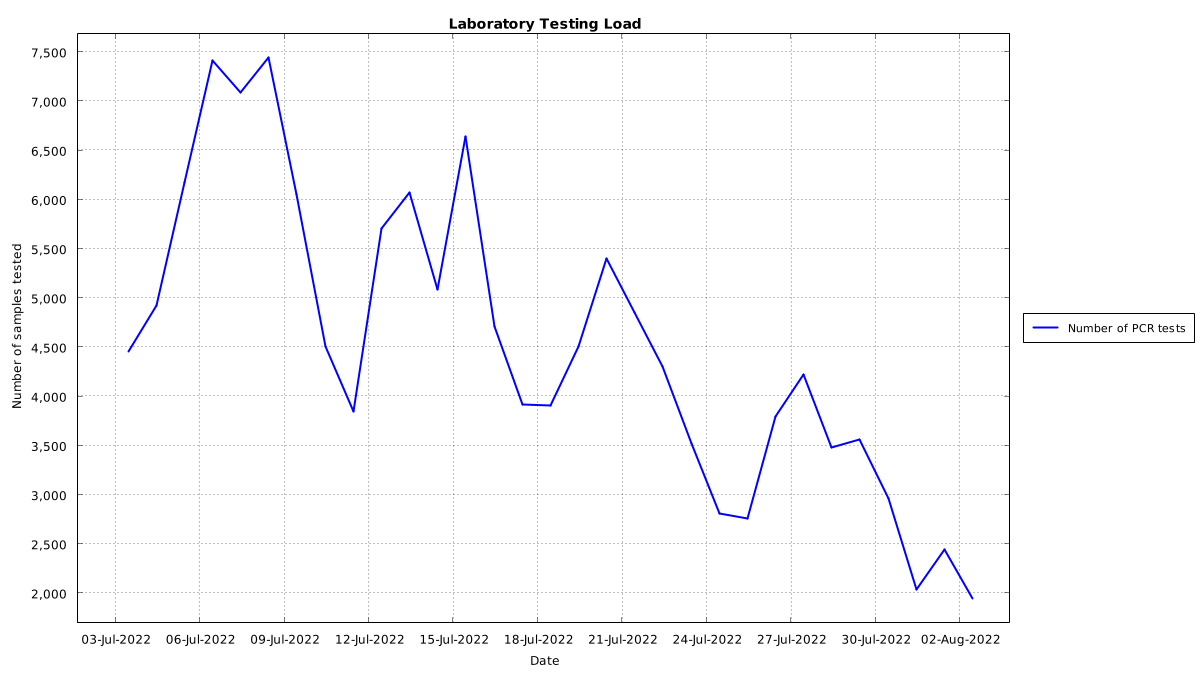 Laboratory Testing Load
7,500
7,000
6,500
6,000
5,500
5,000
4,500
4,000
3,500
3,000
2,500
2,000
Number of samples tested
03-Jul-2022 06-Jul-2022 09-Jul-2022 12-Jul-2022 15-Jul-2022 18-Jul-2022 21-Jul-2022 24-Jul-2022 27-Jul-2022 30-Jul-2022 02-Aug-2022
Date
Number of PCR tests